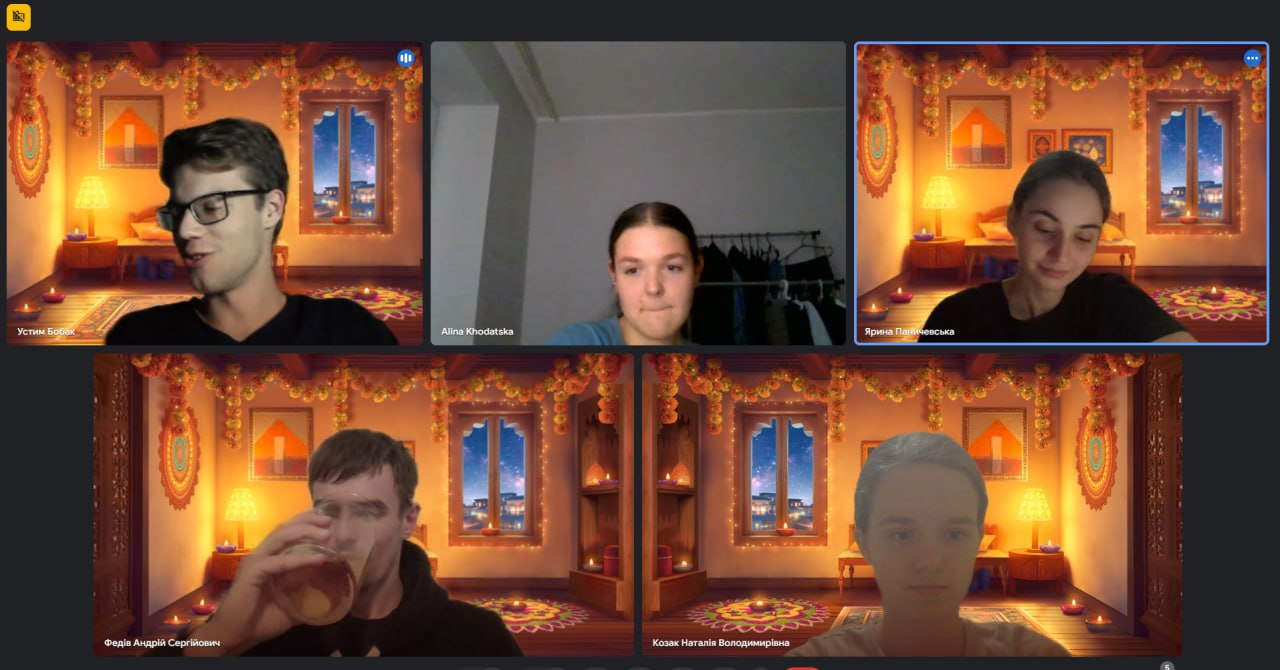 Устим Бобак
Alina Khodatska
Ярина Паничевська
Федів Андрій Сергійович
Козак Наталія Володимирівна
5